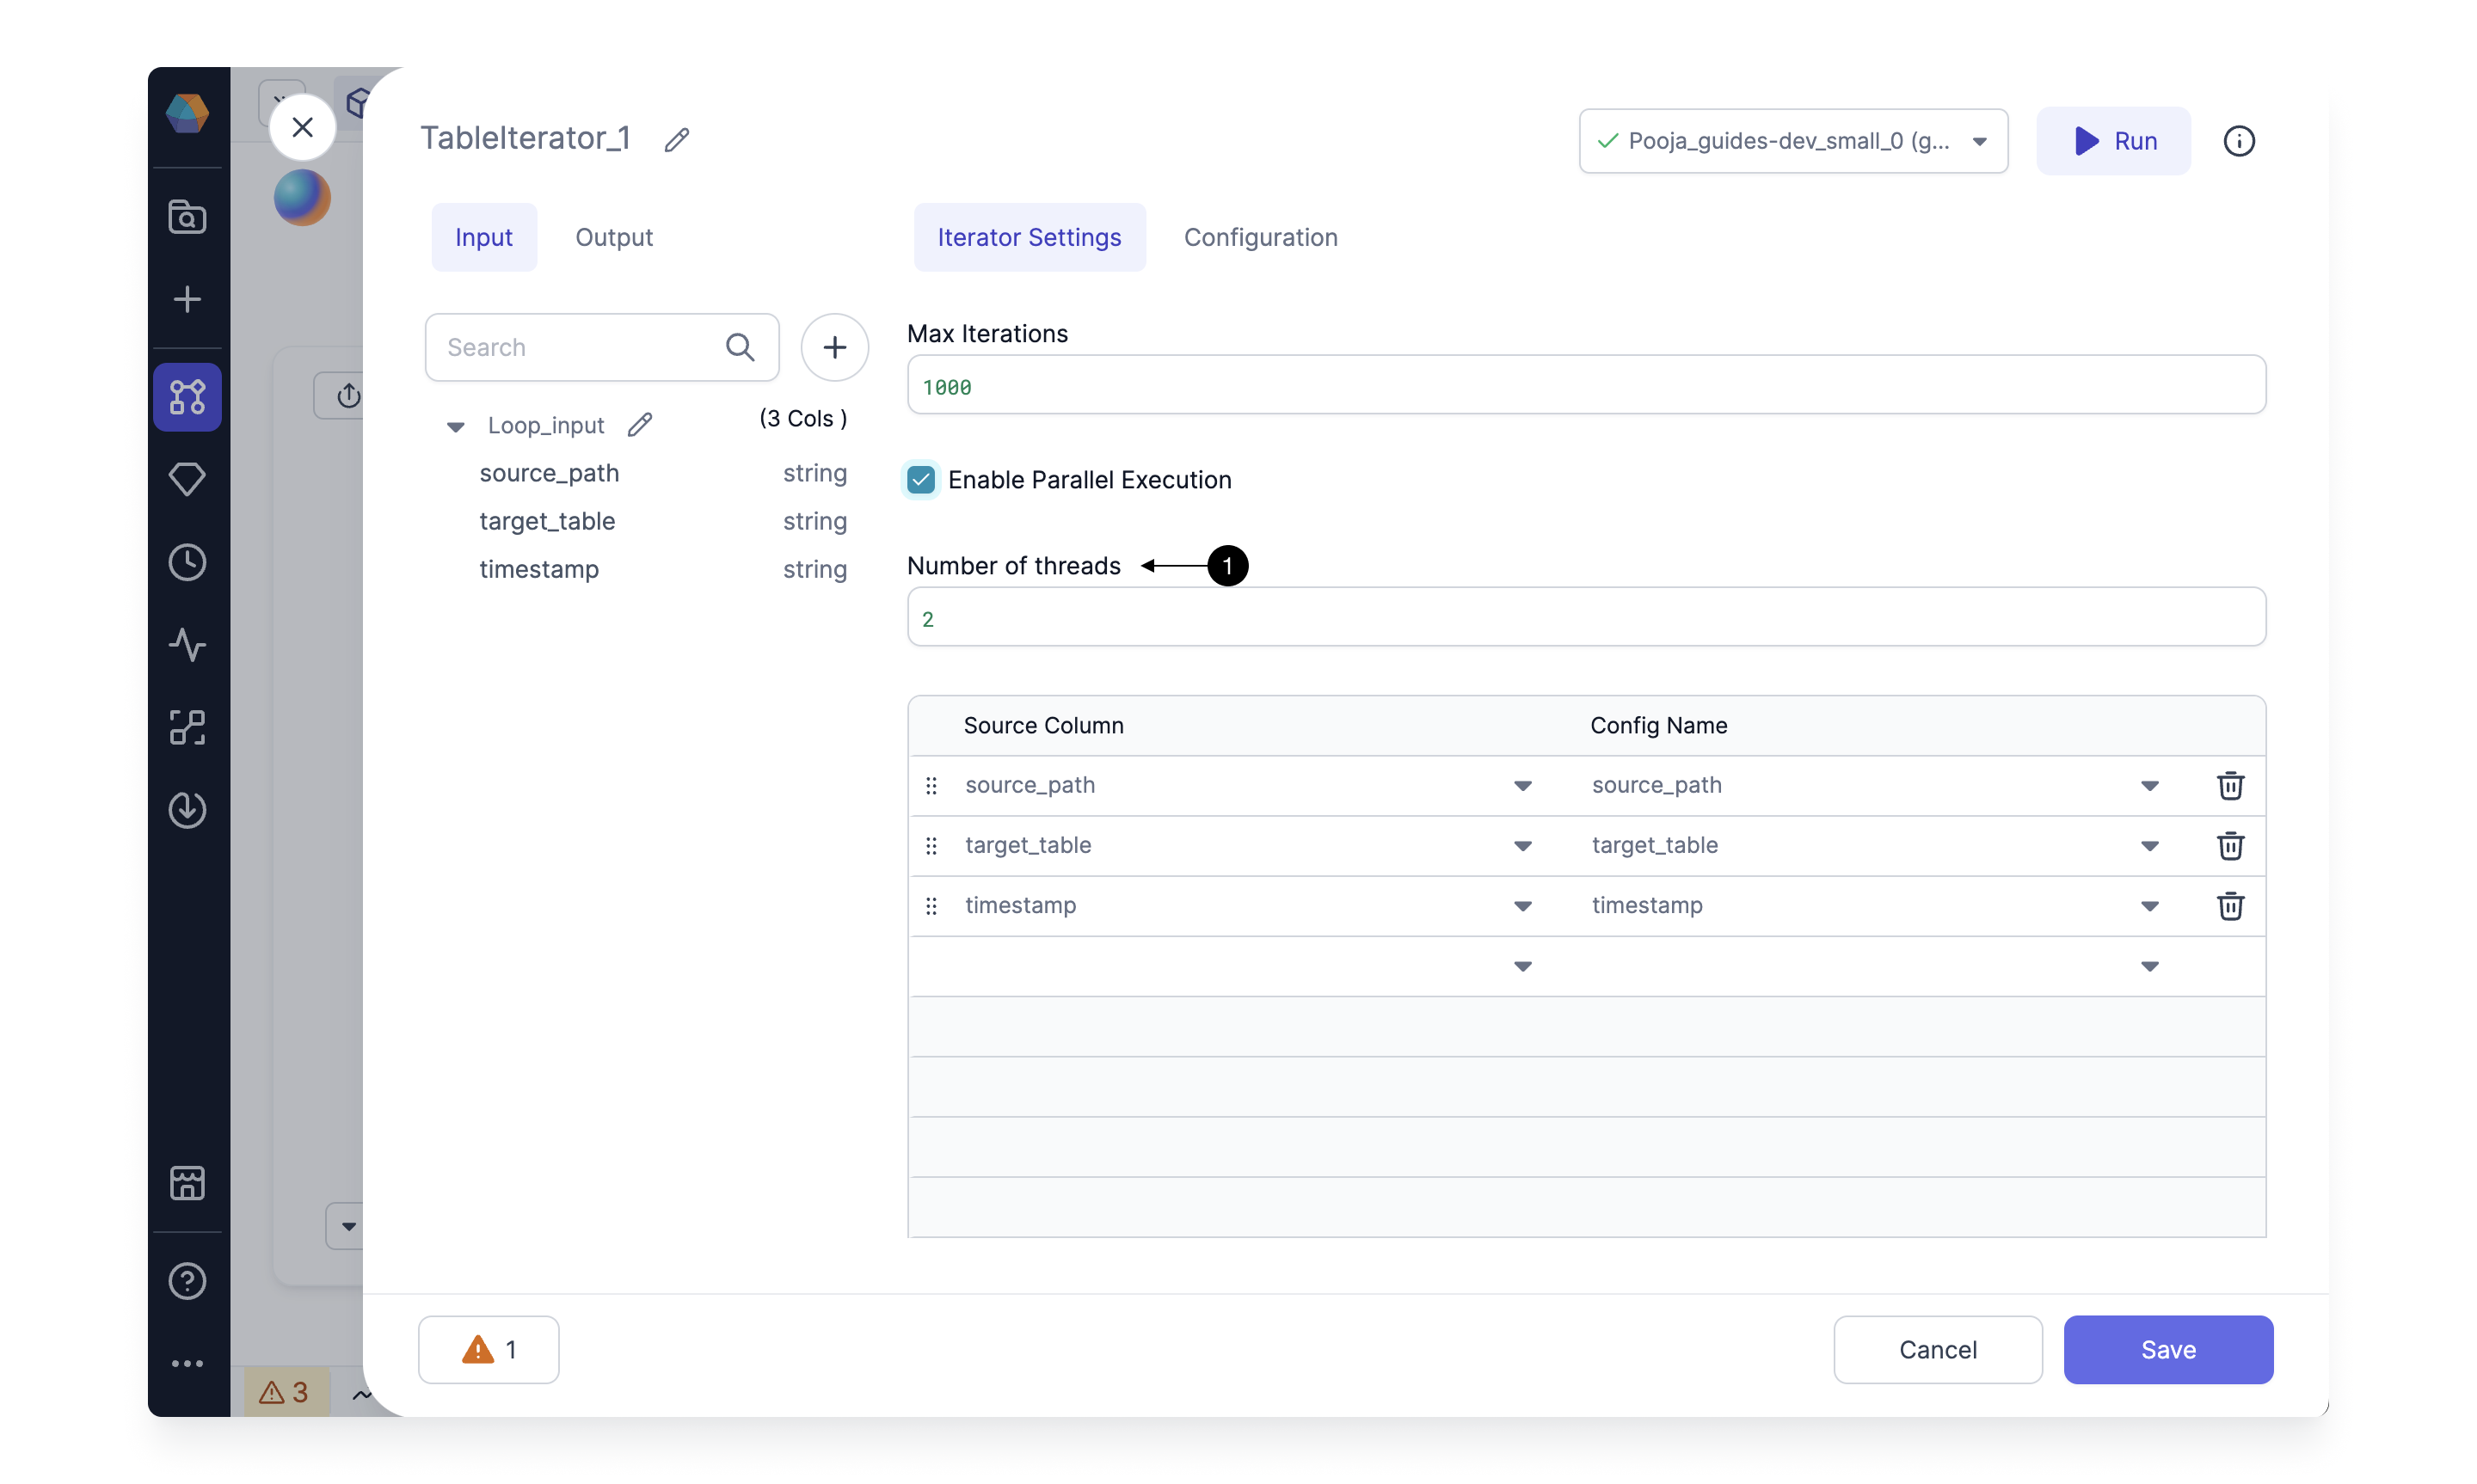 TableIterator_1
Pooja_guides-dev_small_0 (g...
Run
Input
Output
Iterator Settings
Configuration
Search
Max Iterations
1000
Loop_input
(3 Cols )
source_path string
target_table string
timestamp string
Enable Parallel Execution
Number of threads
1
2
Source Column Config Name
source_path source_path
target_table target_table
timestamp timestamp
1
Cancel
Save
3